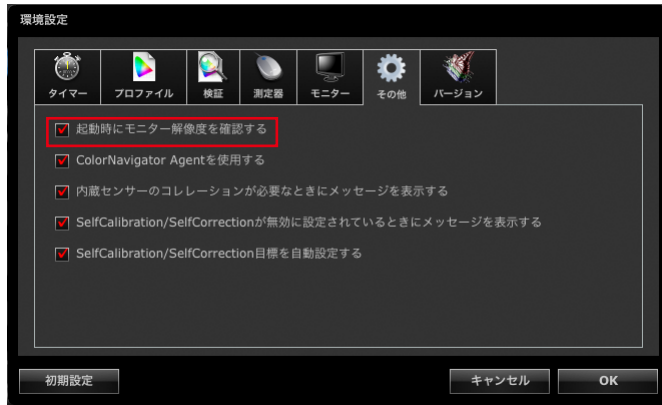 環境設定
タイマー
プロファイル
検証
測定器
モニター
その他
バージョン
起動時にモニター解像度を確認する
ColorNavigator Agentを使用する
内蔵センサーのコレレーションが必要なときにメッセージを表示する
SelfCalibration/SelfCorrectionが無効に設定されているときにメッセージを表示する
SelfCalibration/SelfCorrection目標を自動設定する
初期設定
キャンセル
OK